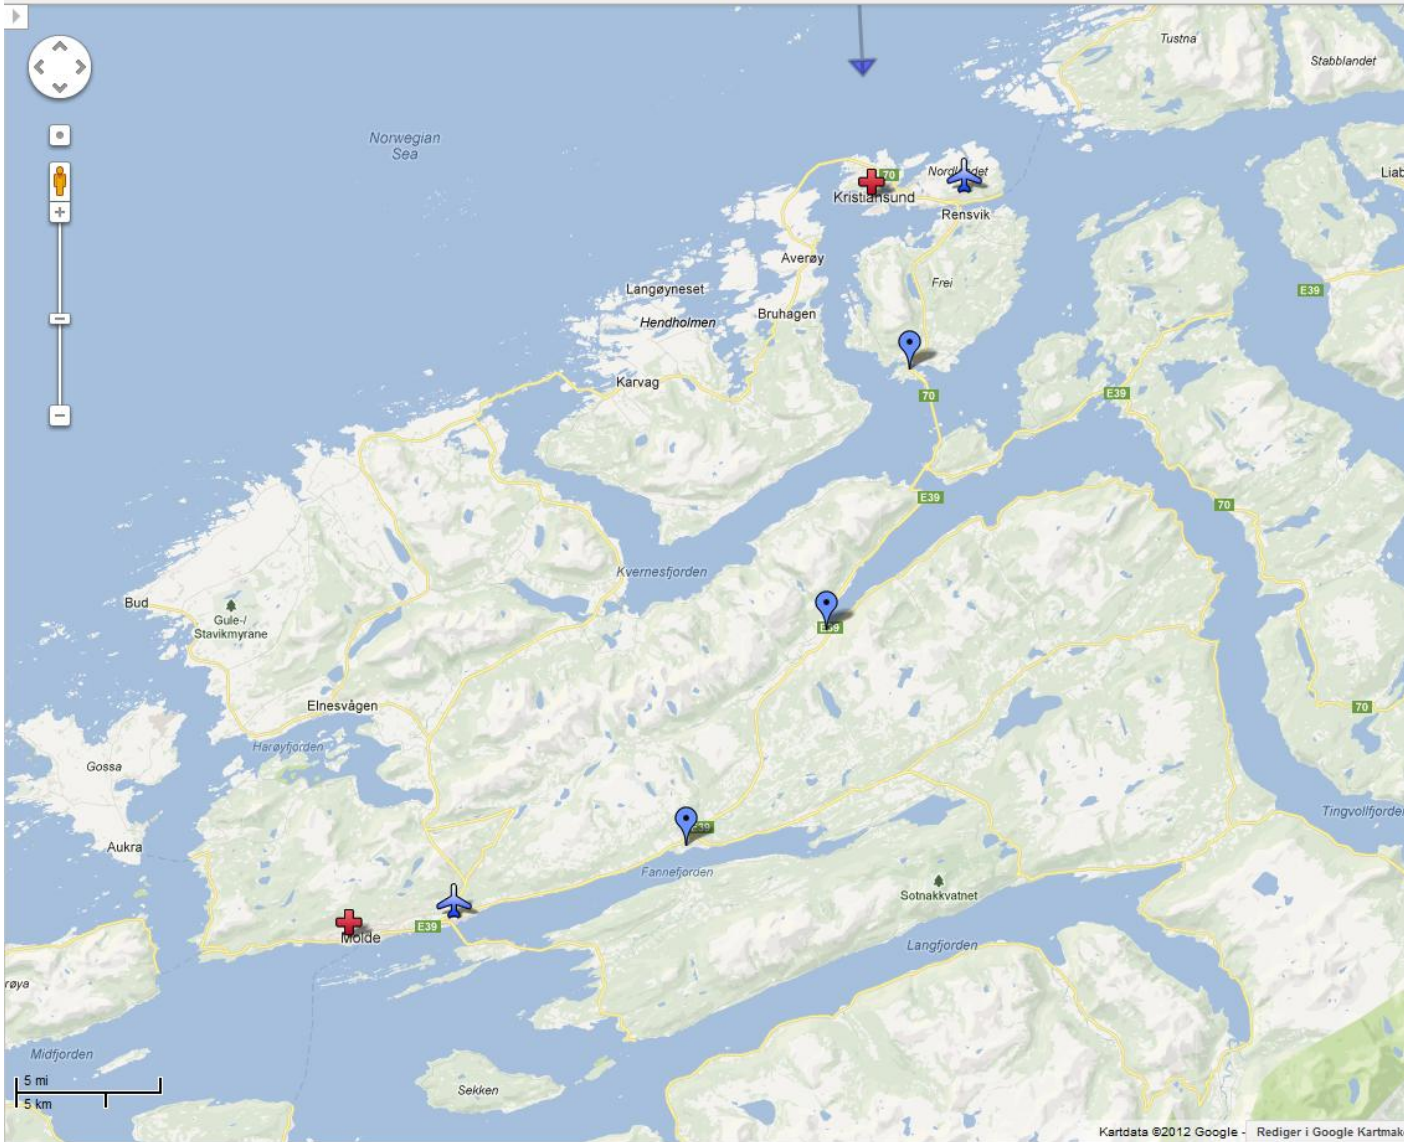 Tustna
Stabblandet
Norwegian
Sea
70
Kristiansund
Rensvik
Averøy
Frei
Langøyneset
E39
Bruhagen
Hendholmen
Karvag
70
E39
E39
70
Kvernesfjorden
Bud
Gule-/
Stavikmyrane
E39
Elnesvågen
70
Harøyfjorden
Gossa
Tingvollfjorden
E39
Aukra
Fannefjorden
Sotnakkvatnet
E39
Molde
Langfjorden
Midfjorden
5 mi
5 km
Sekken
Kartdata ©2012 Google -
Rediger i Google Kartmak